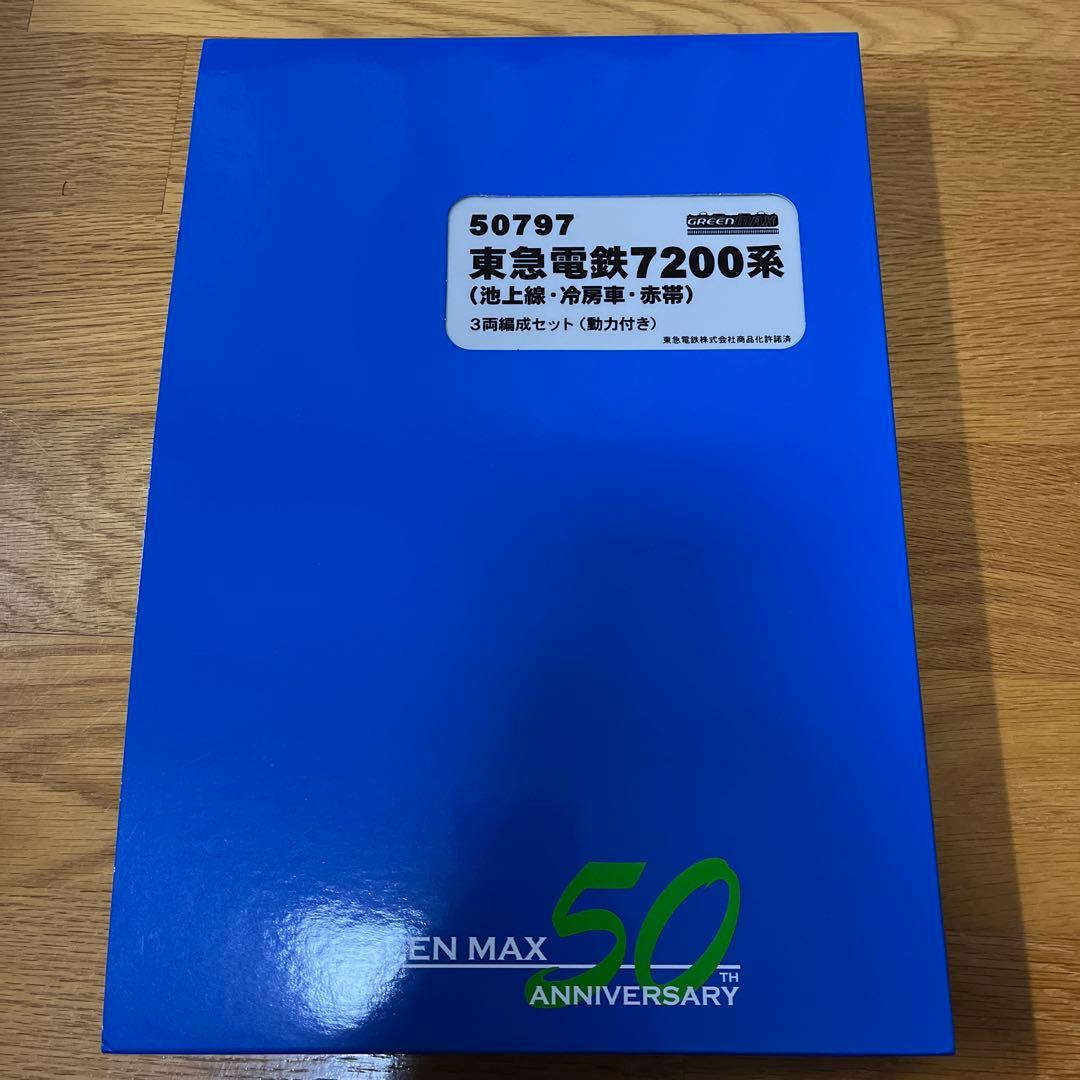 50797
GREENMAX
東急電鉄7200系
(池上線・冷房車・赤帯)
3両編成セット(動力付き)
東急電鉄株式会社商品化許諾済
EN MAX 50
TH
ANNIVERSARY